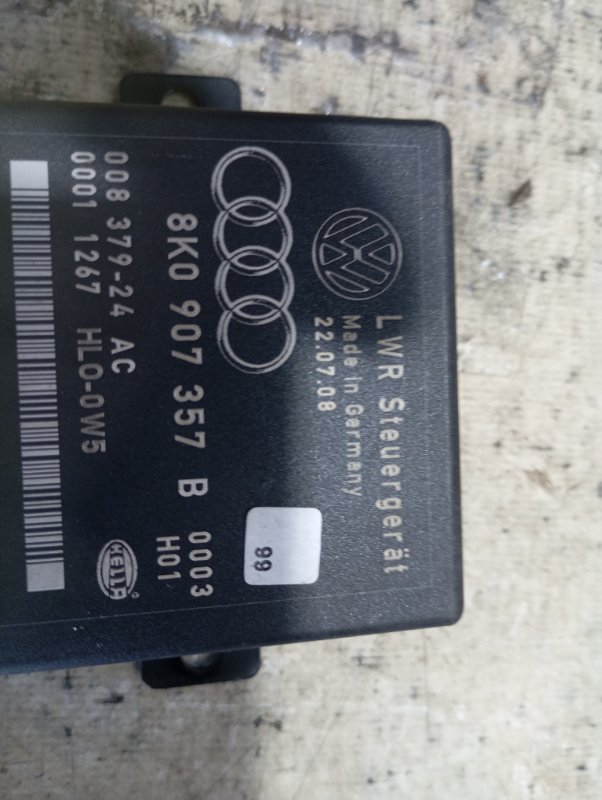 LWR Steuergerät
Made in Germany
22.07.08
8K0 907 357 B 0003
H01
008 379-24 AC
0001 1267 HL0-0W5
HELLA
99